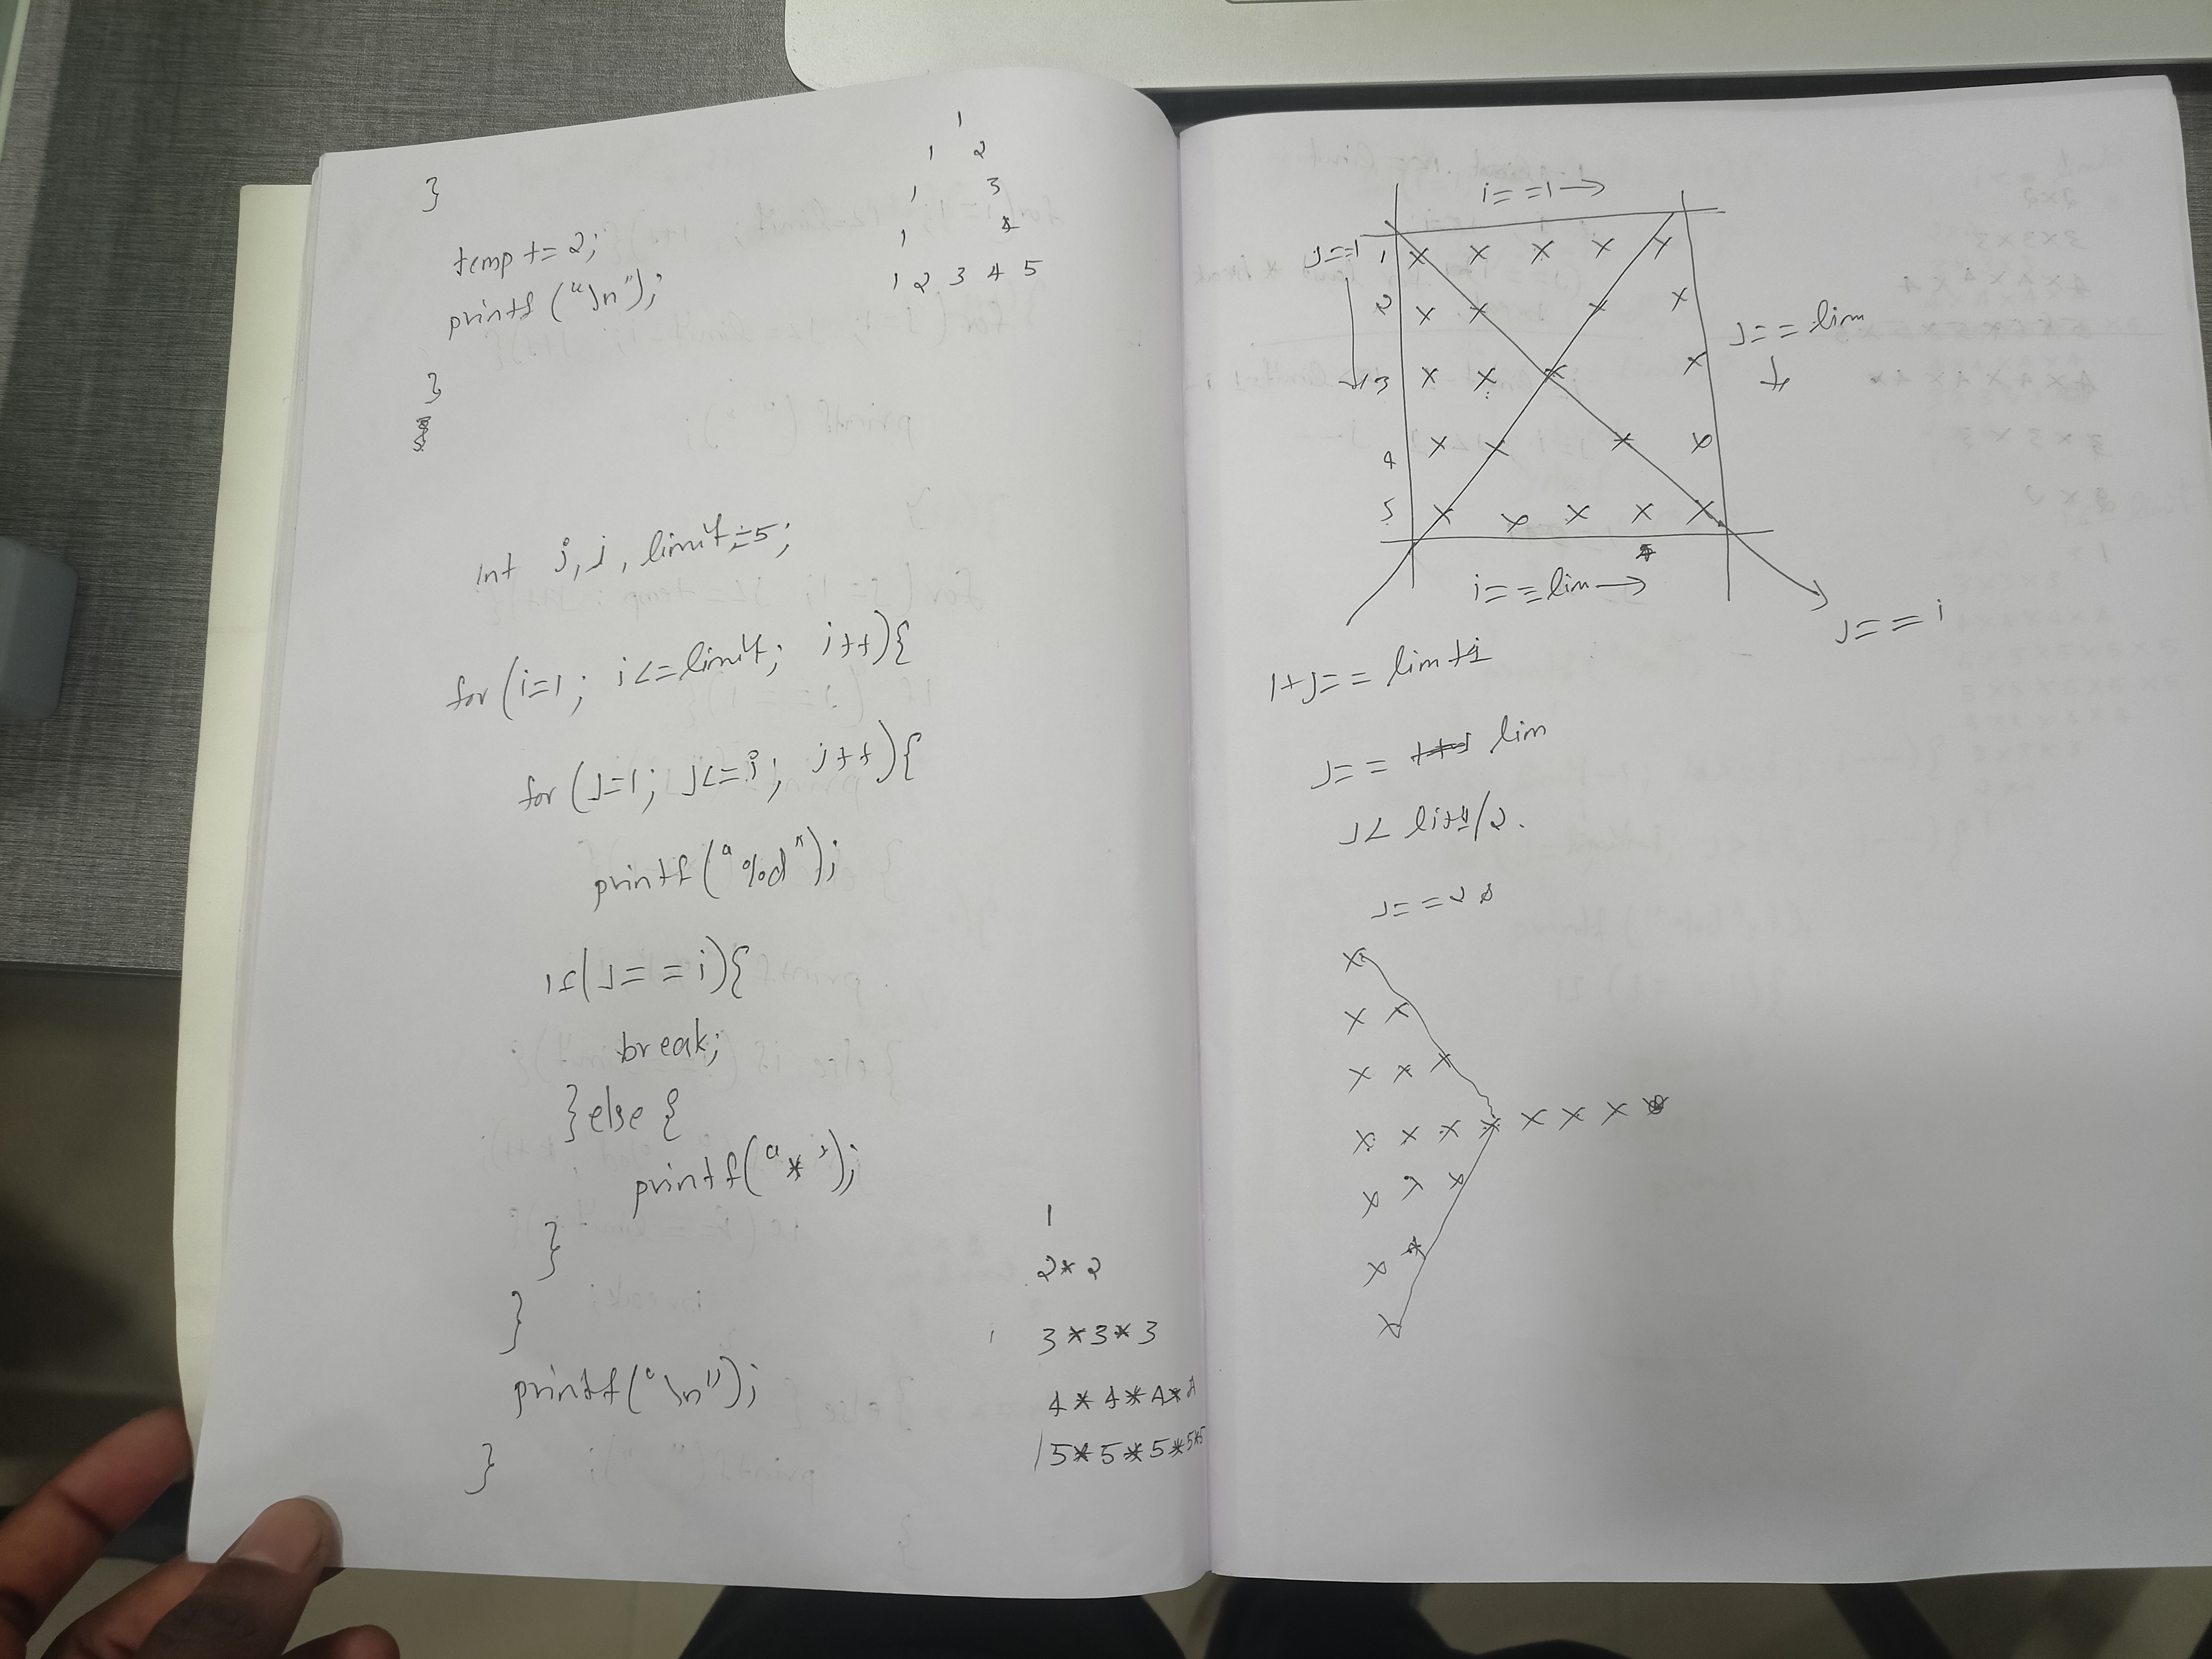 }
temp += 2;
printf ("\n");
}
1
1 2
1 3
1 4
1 2 3 4 5
int j, i, limit=5;
for (i=1; i<=limit; i++){
for (J=1; J<=i; j++){
printf ("%d");
if(J==i){
break;
}else {
printf("*");
}
}
printf("\n");
}
1
2*2
3*3*3
4*4*4*4
5*5*5*5*5
i==1→
J==1
1 x x x x x
2 x x x x
3 x x x x
4 x x x x
5 x x x x x
J==lim
i==lim→
J==i
1+J==lim+1
J== lim
J<
x
x x
x x x
x x x x x x x
x x x
x x
x